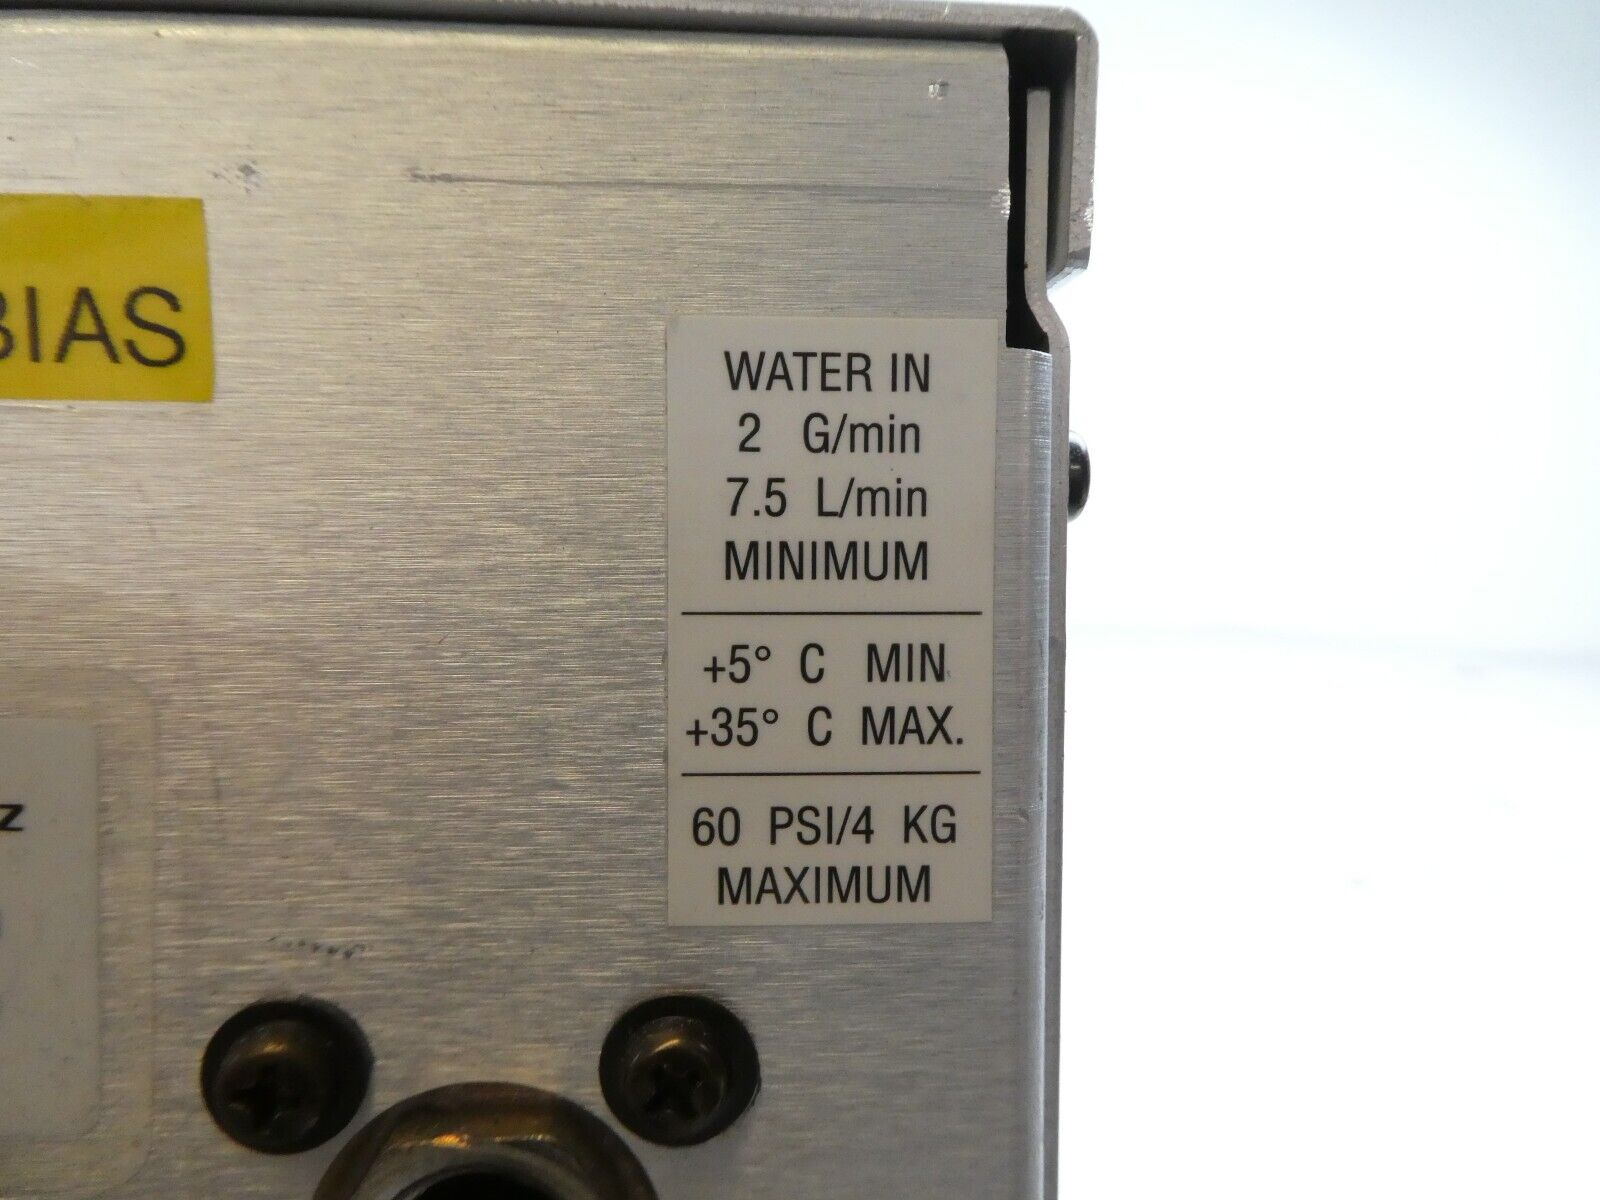 BIAS
WATER IN
2 G/min
7.5 L/min
MINIMUM
+5° C MIN
+35° C MAX.
z
60 PSI/4 KG
MAXIMUM